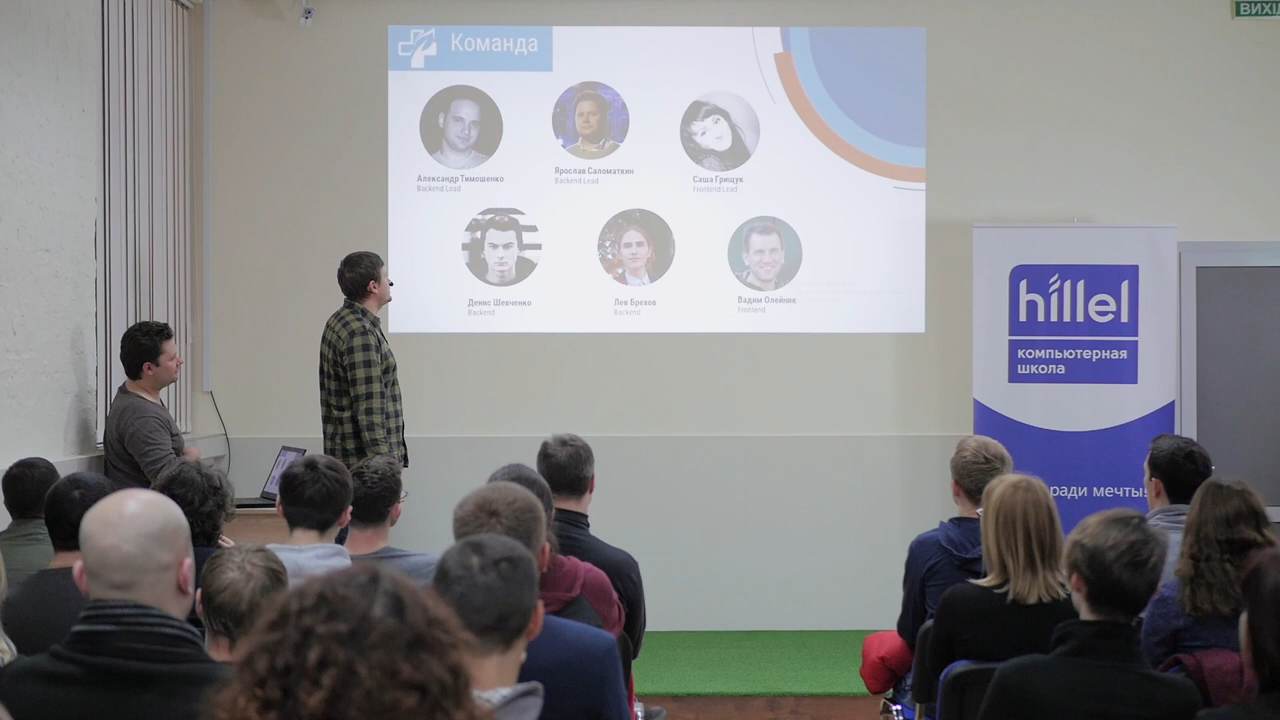 ВИХІД
Команда
Александр Тимошенко
Backend Lead
Ярослав Саломаткин
Backend Lead
Саша Грищук
Frontend Lead
Денис Шевченко
Backend
Лев Брехов
Backend
Вадим Олейник
Frontend
hillel
компьютерная
школа
ради мечты!